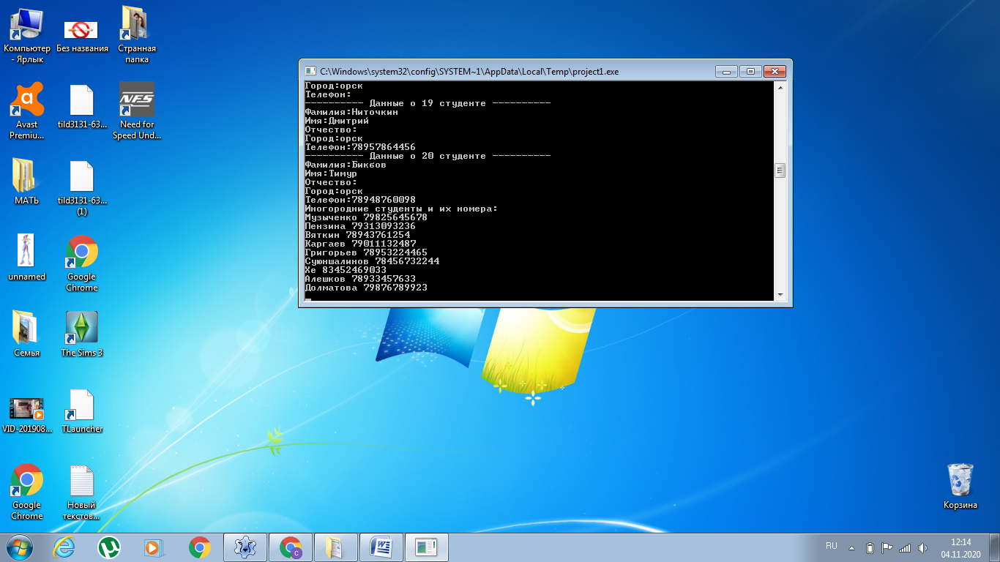 Компьютер
- Ярлык
Без названия
Странная
папка
Avast
Premiu...
tild3131-63...
NFS
Need for
Speed Und...
МАТЬ
tild3131-63...
(1)
unnamed
Google
Chrome
Семья
The Sims 3
VID-201908...
TLauncher
Google
Chrome
Новый
текстов...
C:\Windows\system32\config\SYSTEM~1\AppData\Local\Temp\project1.exe
Город:орск
Телефон:
---------- Данные о 19 студенте ----------
Фамилия:Ниточкин
Имя:Дмитрий
Отчество:
Город:орск
Телефон:78957864456
---------- Данные о 20 студенте ----------
Фамилия:Бикбов
Имя:Тимур
Отчество:
Город:орск
Телефон:78948760098
Иногородние студенты и их номера:
Музыченко 79825645678
Пензина 79313093236
Вяткин 78943761254
Каргаев 79011132487
Григорьев 78953224465
Суюншалинов 78456732244
Хе 83452469033
Алешков 78933457633
Долматова 79876789923
Корзина
RU
12:14
04.11.2020